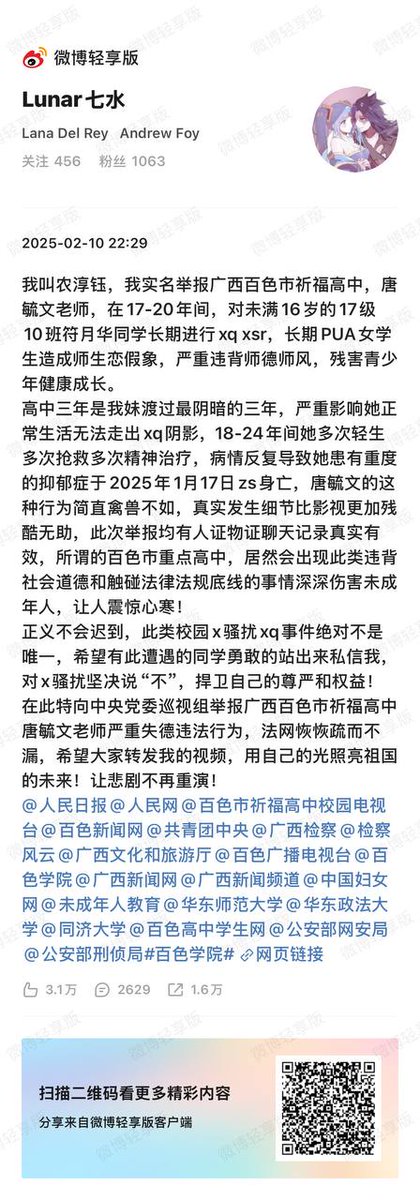 微博轻享版
Lunar七水
Lana Del Rey Andrew Foy
关注 456 粉丝 1063
2025-02-10 22:29
我叫农淳钰，我实名举报广西百色市祈福高中，唐
毓文老师，在17-20年间，对未满16岁的17级
10班符月华同学长期进行xq xsr，长期PUA女学
生造成师生恋假象，严重违背师德师风，残害青少
年健康成长。
高中三年是我妹渡过最阴暗的三年，严重影响她正
常生活无法走出xq阴影，18-24年间她多次轻生
多次抢救多次精神治疗，病情反复导致她患有重度
的抑郁症于2025年1月17日zs身亡，唐毓文的这
种行为简直禽兽不如，真实发生细节比影视更加残
酷无助，此次举报均有人证物证聊天记录真实有
效，所谓的百色市重点高中，居然会出现此类违背
社会道德和触碰法律法规底线的事情深深伤害未成
年人，让人震惊心寒！
正义不会迟到，此类校园x骚扰xq事件绝对不是
唯一，希望有此遭遇的同学勇敢的站出来私信我，
对x骚扰坚决说“不”，捍卫自己的尊严和权益！
在此特向中央党委巡视组举报广西百色市祈福高中
唐毓文老师严重失德违法行为，法网恢恢疏而不
漏，希望大家转发我的视频，用自己的光照亮祖国
的未来！让悲剧不再重演！
@人民日报@人民网@百色市祈福高中校园电视
台@百色新闻网@共青团中央@广西检察@检察
风云@广西文化和旅游厅@百色广播电视台@百
色学院@广西新闻网@广西新闻频道@中国妇女
网@未成年人教育@华东师范大学@华东政法大
学@同济大学@百色高中学生网@公安部网安局
@公安部刑侦局#百色学院# 网页链接
3.1万 2629 1.6万
扫描二维码看更多精彩内容
分享来自微博轻享版客户端